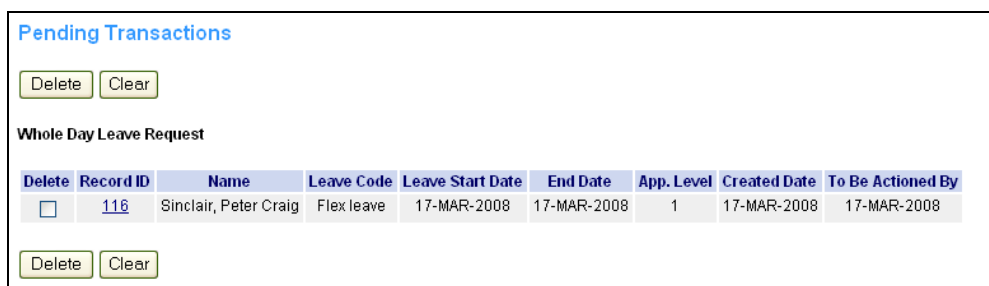 Pending Transactions
Delete Clear
Whole Day Leave Request
Delete Record ID Name Leave Code Leave Start Date End Date App. Level Created Date To Be Actioned By
116 Sinclair, Peter Craig Flex leave 17-MAR-2008 17-MAR-2008 1 17-MAR-2008 17-MAR-2008
Delete Clear